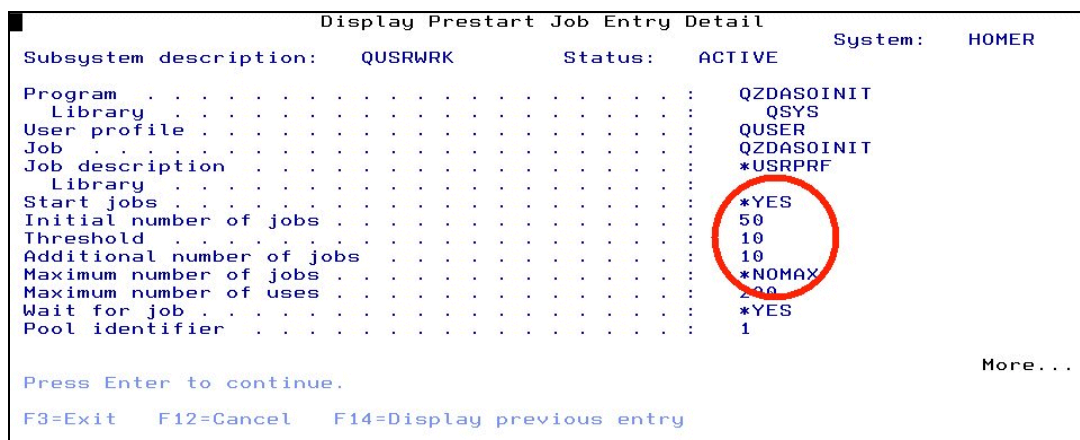 Display Prestart Job Entry Detail
System: HOMER
Subsystem description: QUSRWRK Status: ACTIVE
Program . . . . . . . . . . . . . . . . . . . . : QZDASOINIT
Library . . . . . . . . . . . . . . . . . . . : QSYS
User profile . . . . . . . . . . . . . . . . . . : QUSER
Job . . . . . . . . . . . . . . . . . . . . . . : QZDASOINIT
Job description . . . . . . . . . . . . . . . . : *USRPRF
Library . . . . . . . . . . . . . . . . . . . :
Start jobs . . . . . . . . . . . . . . . . . . . : *YES
Initial number of jobs . . . . . . . . . . . . . : 50
Threshold . . . . . . . . . . . . . . . . . . . : 10
Additional number of jobs . . . . . . . . . . . : 10
Maximum number of jobs . . . . . . . . . . . . . : *NOMAX
Maximum number of uses . . . . . . . . . . . . . : 200
Wait for job . . . . . . . . . . . . . . . . . . : *YES
Pool identifier . . . . . . . . . . . . . . . . : 1
More...
Press Enter to continue.
F3=Exit F12=Cancel F14=Display previous entry